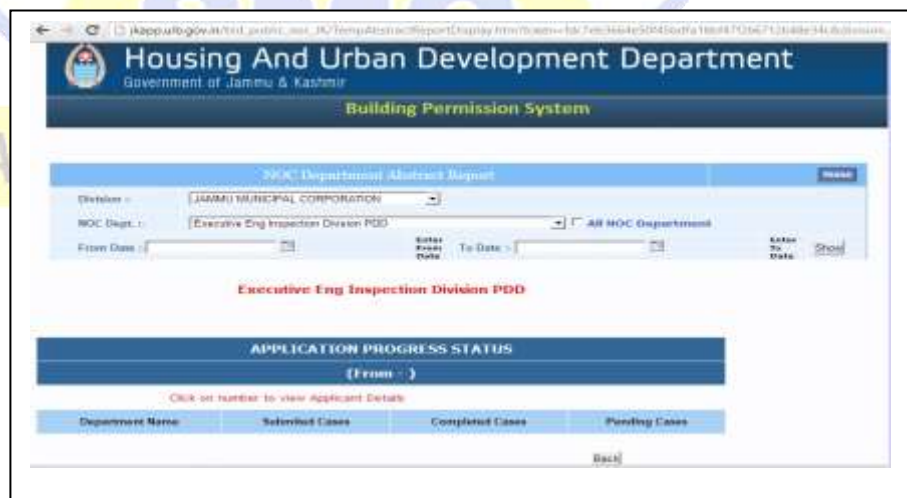 Housing And Urban Development Department
Government of Jammu & Kashmir
Building Permission System
NOC Department Abstract Report
Home
Division :
JAMMU MUNICIPAL CORPORATION
NOC Dept. :
Executive Eng Inspection Division PDD
All NOC Department
From Date :
Enter From Date
To Date :
Enter To Date
Show
Executive Eng Inspection Division PDD
APPLICATION PROGRESS STATUS
(From - )
Click on number to view Applicant Details
Department Name Submitted Cases Completed Cases Pending Cases
Back